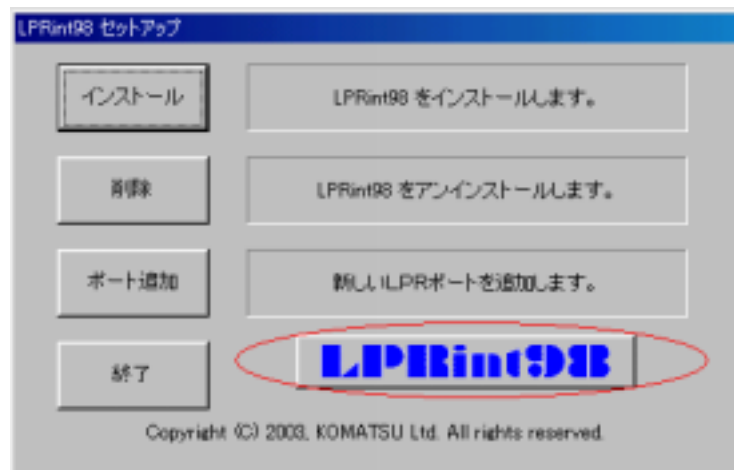 LPRint98 セットアップ
インストール
LPRint98 をインストールします。
削除
LPRint98 をアンインストールします。
ポート追加
新しいLPRポートを追加します。
終了
LPRint98
Copyright (C) 2003, KOMATSU Ltd. All rights reserved.